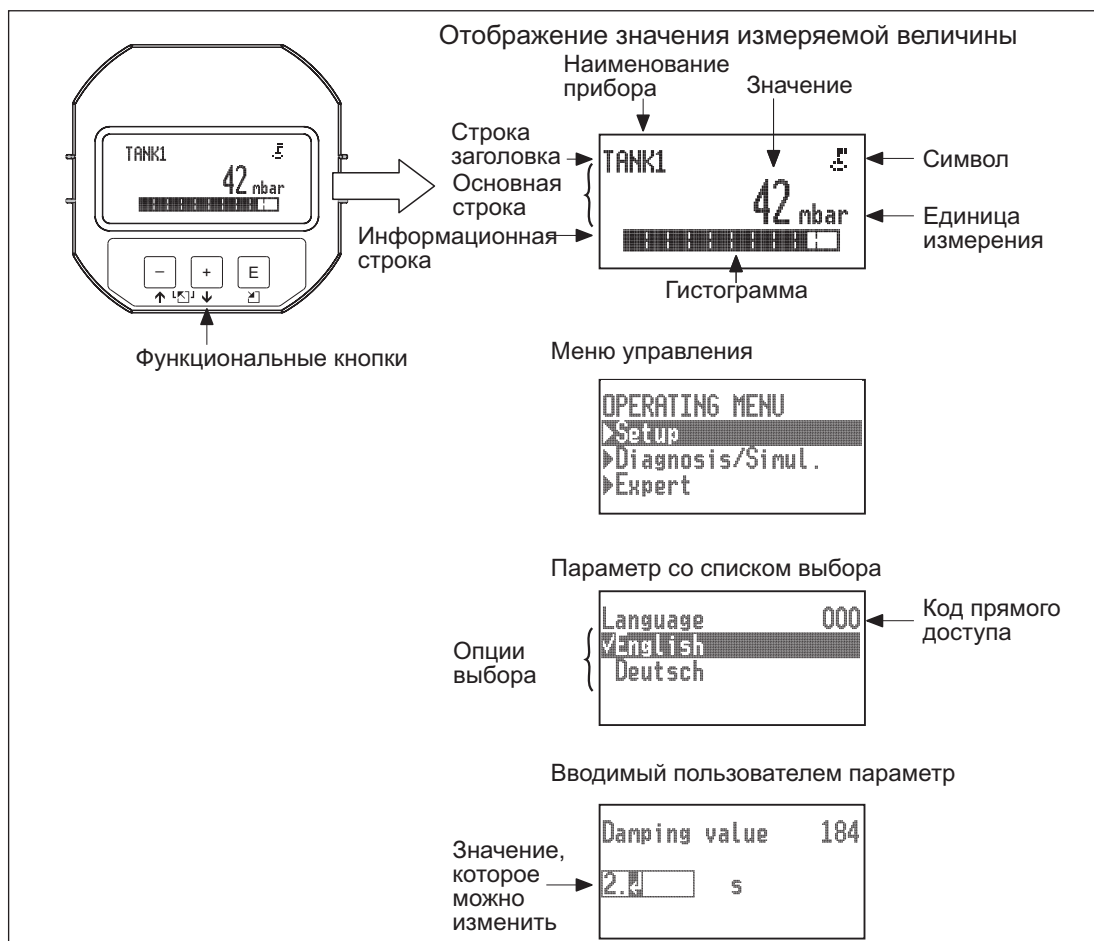 Отображение значения измеряемой величины
Наименование
прибора
Значение
Строка
заголовка
Основная
строка
Информационная
строка
TANK1
42 mbar
TANK1
42 mbar
Символ
Единица
измерения
Гистограмма
– + E
Функциональные кнопки
Меню управления
OPERATING MENU
Setup
Diagnosis/Simul.
Expert
Параметр со списком выбора
Language 000
✓English
Deutsch
Опции
выбора
Код прямого
доступа
Вводимый пользователем параметр
Damping value 184
2. s
Значение,
которое
можно
изменить